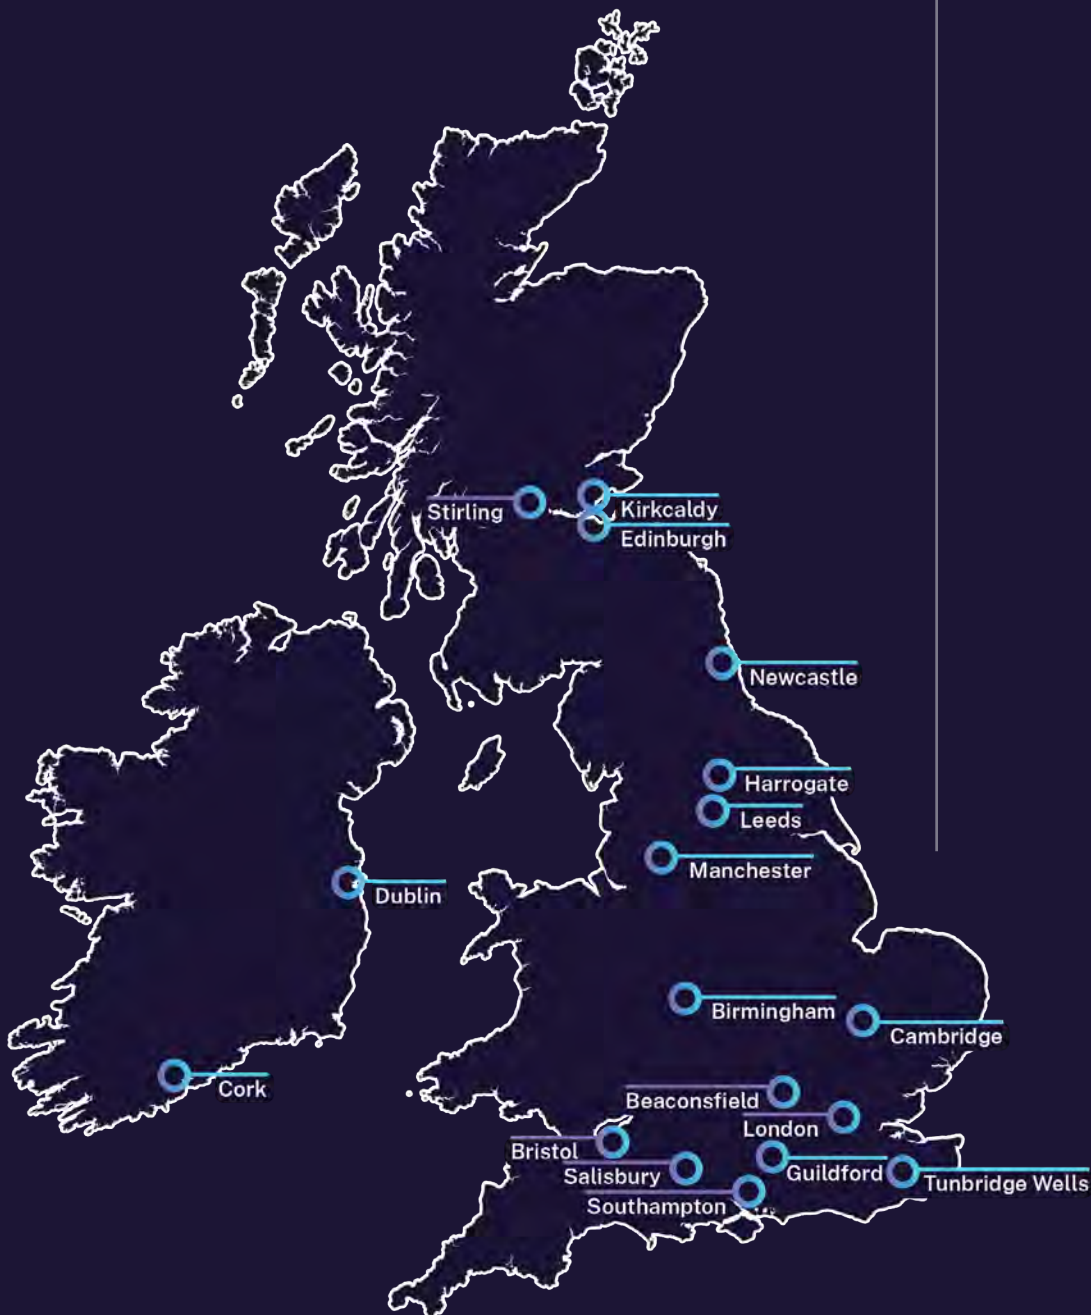 Stirling
Kirkcaldy
Edinburgh
Newcastle
Harrogate
Leeds
Manchester
Dublin
Birmingham
Cambridge
Cork
Beaconsfield
London
Bristol
Guildford
Salisbury
Tunbridge Wells
Southampton